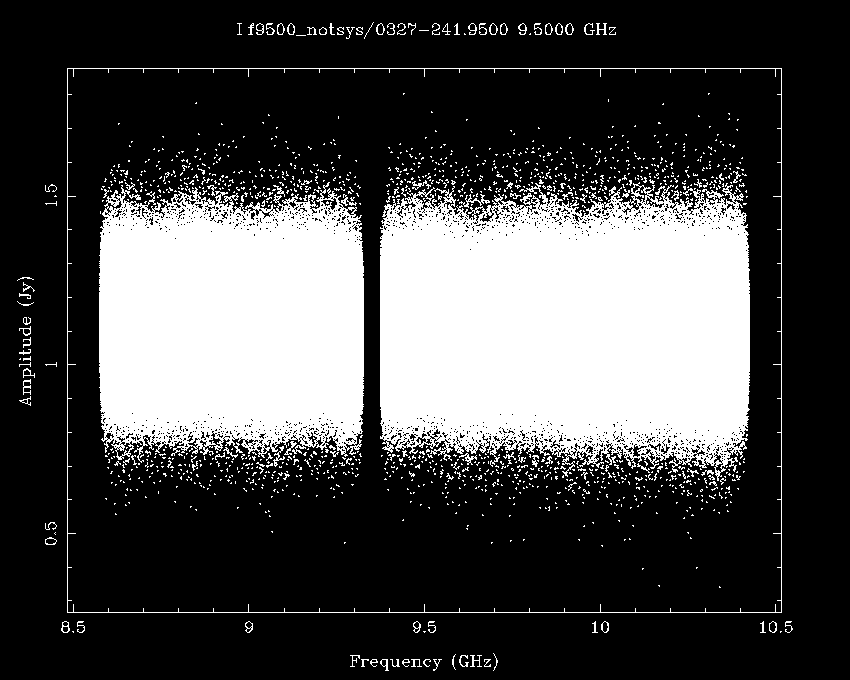 I f9500_notsys/0327−241.9500 9.5000 GHz
Amplitude (Jy)
1.5
1
0.5
8.5 9 9.5 10 10.5
Frequency (GHz)